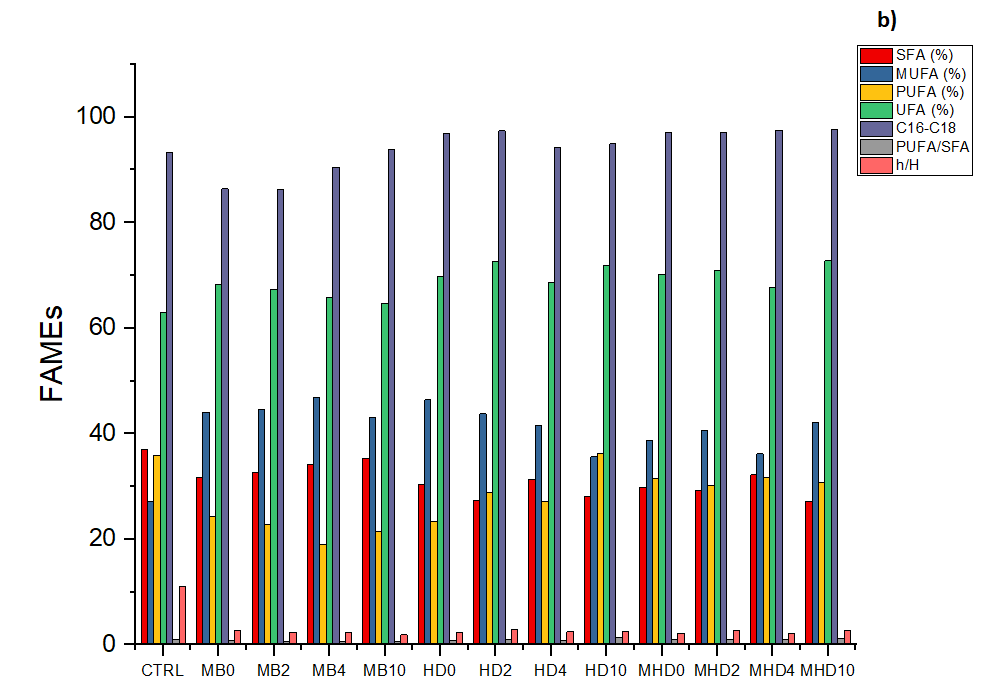 b)
SFA (%)
MUFA (%)
PUFA (%)
UFA (%)
C16-C18
PUFA/SFA
h/H
FAMEs
100
80
60
40
20
0
CTRL MB0 MB2 MB4 MB10 HD0 HD2 HD4 HD10 MHD0 MHD2 MHD4 MHD10